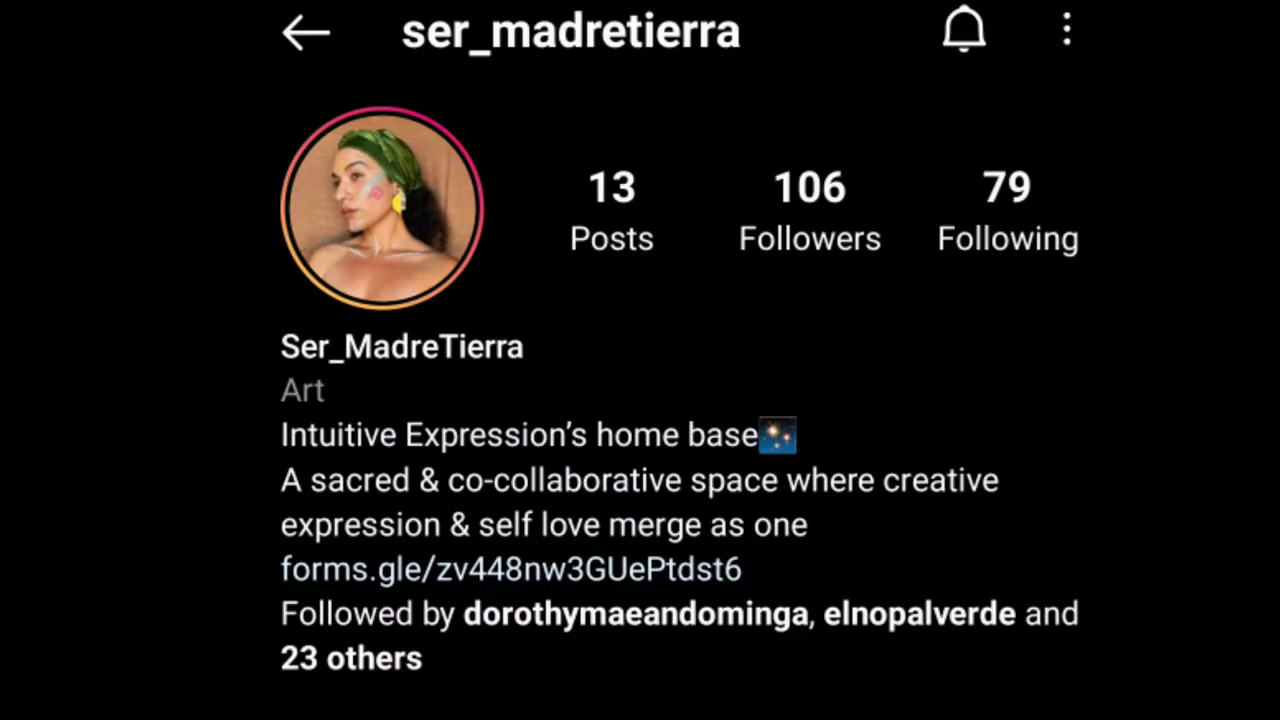 ser_madretierra
13 106 79
Posts Followers Following
Ser_MadreTierra
Art
Intuitive Expression’s home base🎇
A sacred & co-collaborative space where creative
expression & self love merge as one
forms.gle/zv448nw3GUePtdst6
Followed by dorothymaeandominga, elnopalverde and
23 others